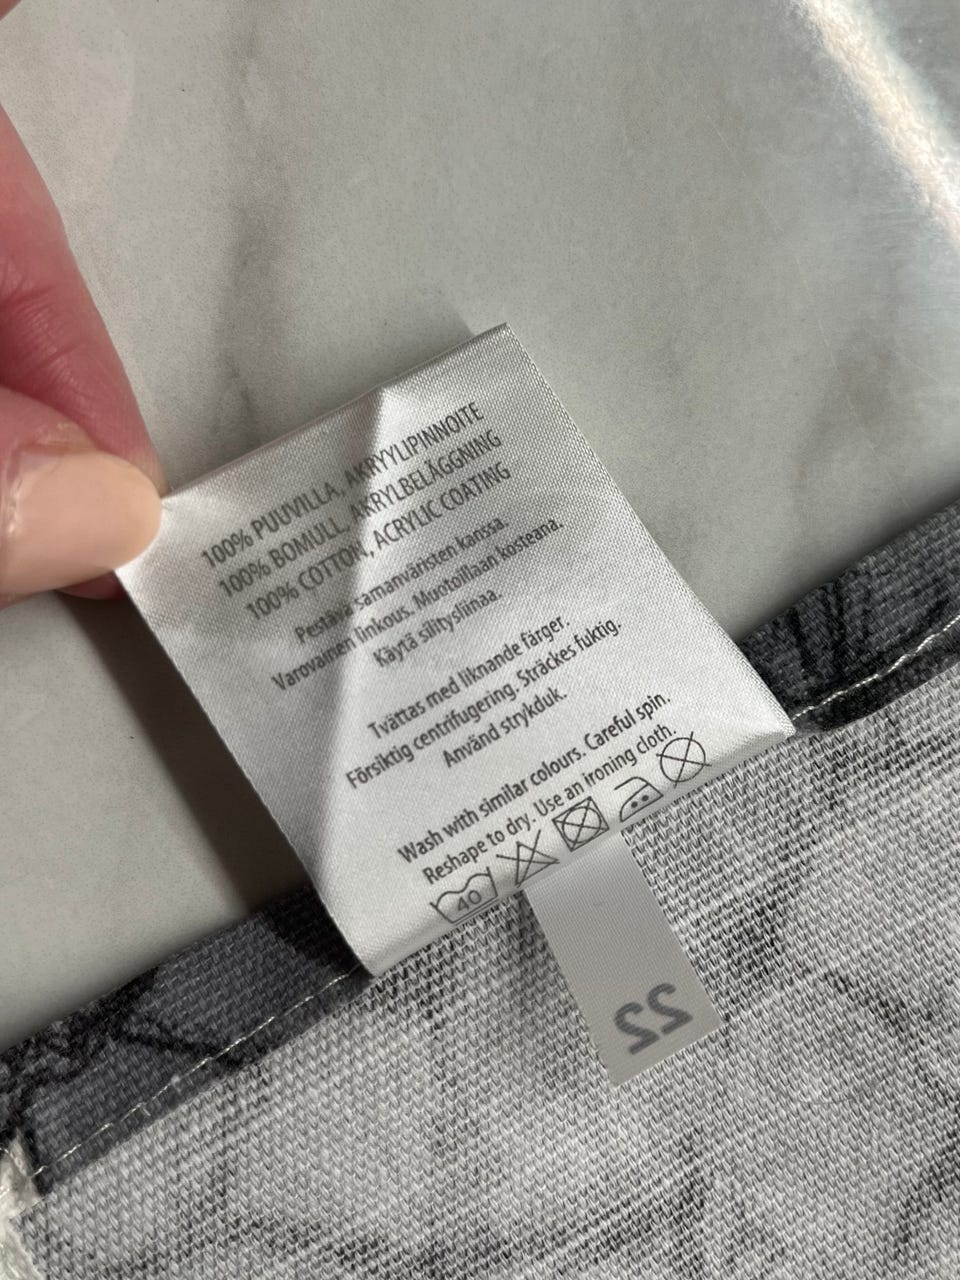 100% PUUVILLA, AKRYYLIPINNOITE
100% BOMULL, AKRYLBELÄGGNING
100% COTTON, ACRYLIC COATING
Pestävä samanväristen kanssa.
Varovainen linkous. Muotoillaan kosteana.
Käytä silitysliinaa.
Tvättas med liknande färger.
Försiktig centrifugering. Sträckes fuktig.
Använd strykduk.
Wash with similar colours. Careful spin.
Reshape to dry. Use an ironing cloth.
40
22